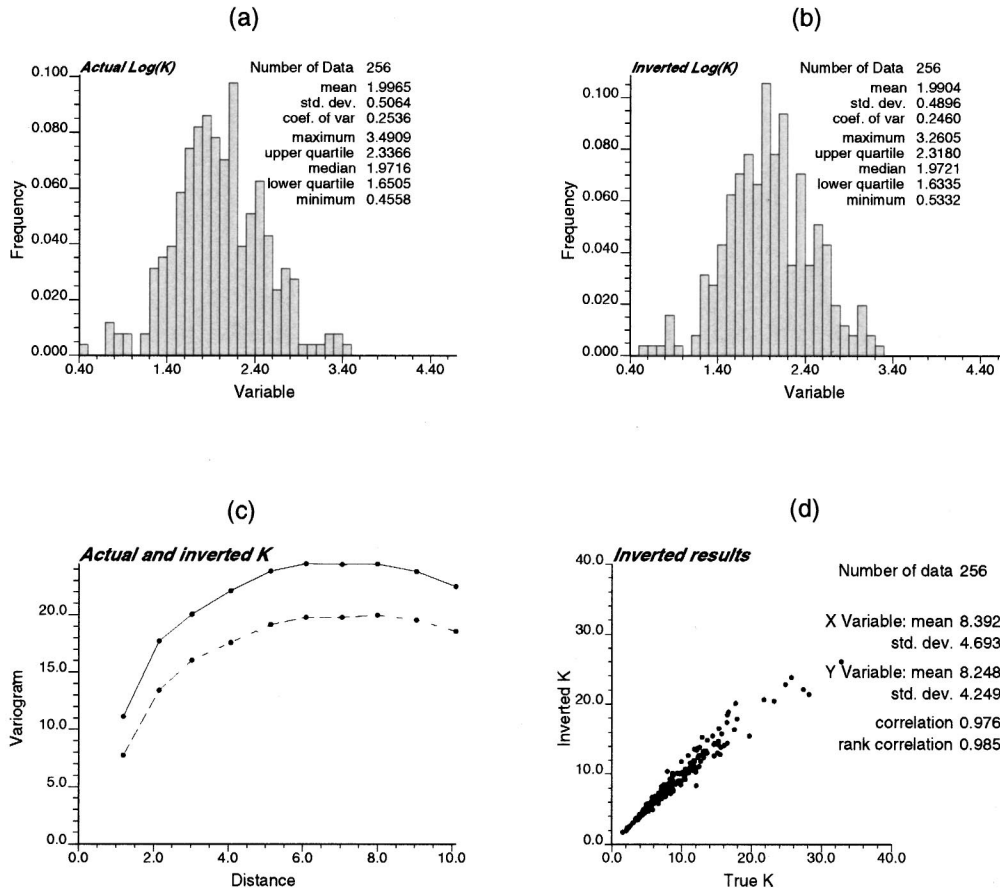 (a)
Actual Log(K)
Number of Data 256
mean 1.9965
std. dev. 0.5064
coef. of var 0.2536
maximum 3.4909
upper quartile 2.3366
median 1.9716
lower quartile 1.6505
minimum 0.4558
Frequency
0.100
0.080
0.060
0.040
0.020
0.000
0.40 1.40 2.40 3.40 4.40
Variable
(b)
Inverted Log(K)
Number of Data 256
mean 1.9904
std. dev. 0.4896
coef. of var 0.2460
maximum 3.2605
upper quartile 2.3180
median 1.9721
lower quartile 1.6335
minimum 0.5332
Frequency
0.100
0.080
0.060
0.040
0.020
0.000
0.40 1.40 2.40 3.40 4.40
Variable
(c)
Actual and inverted K
Variogram
20.0
15.0
10.0
5.0
0.0
0.0 2.0 4.0 6.0 8.0 10.0
Distance
(d)
Inverted results
Number of data 256
X Variable: mean 8.392
std. dev. 4.693
Y Variable: mean 8.248
std. dev. 4.249
correlation 0.976
rank correlation 0.985
Inverted K
40.0
30.0
20.0
10.0
0.0
0.0 10.0 20.0 30.0 40.0
True K